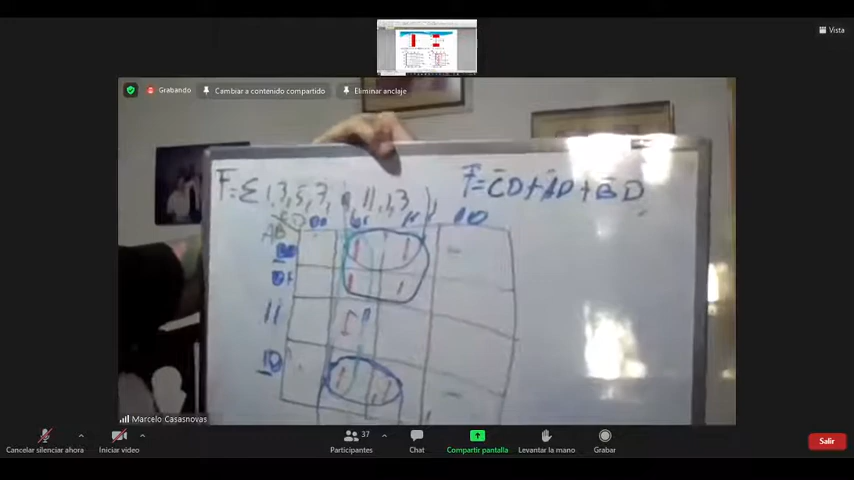 Vista
Grabando
Cambiar a contenido compartido
Eliminar anclaje
F=Σ 1,3,5,7, 9,11,13
F=C̄D+ĀD+B̄D
CD
AB
00 01 11 10
00
01
11
10
Marcelo Casasnovas
Cancelar silenciar ahora
Iniciar video
37
Participantes
Chat
Compartir pantalla
Levantar la mano
Grabar
Salir